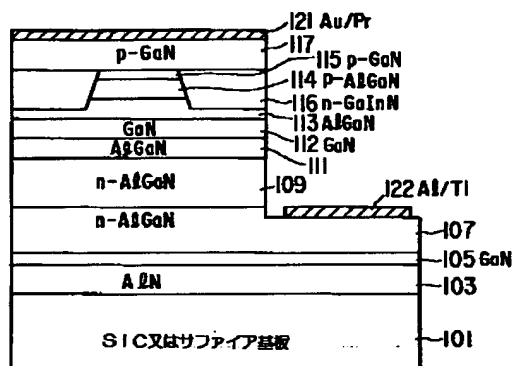 121 Au/Pr
p-GaN
117
115 p-GaN
114 p-AlGaN
116 n-GaInN
113 AlGaN
GaN
112 GaN
AlGaN
111
n-AlGaN
109
122 Al/Ti
n-AlGaN
107
105 GaN
AlN
103
SiC又はサファイア基板
101